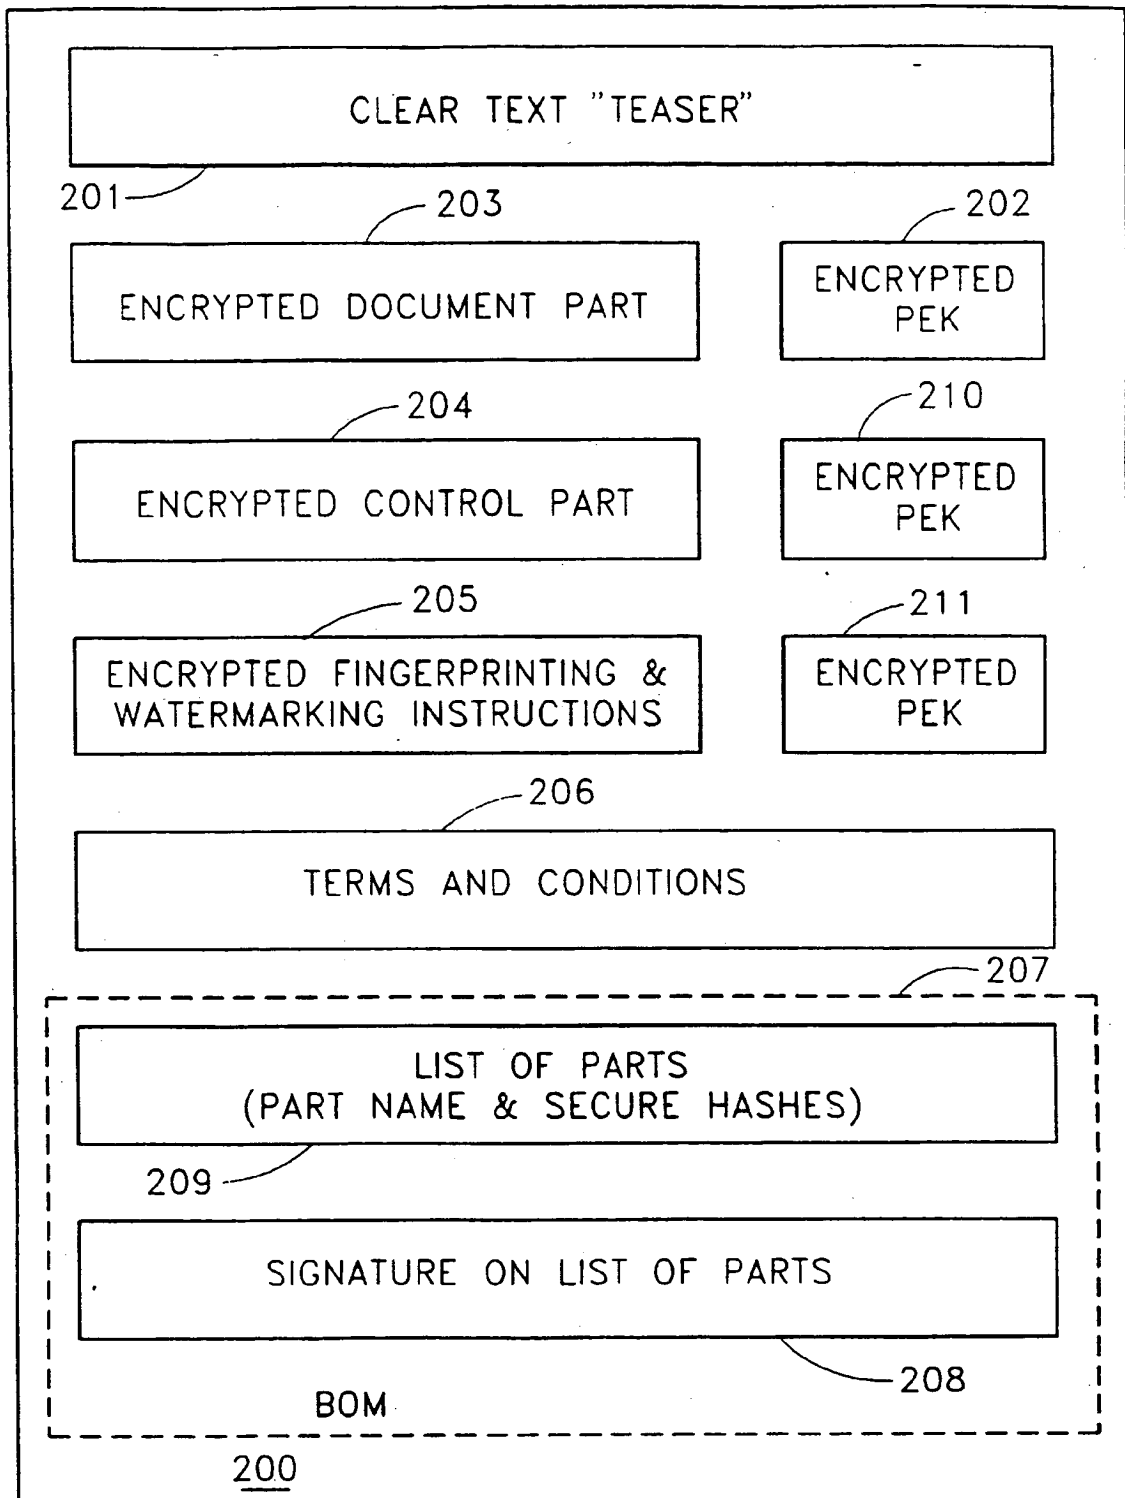 CLEAR TEXT "TEASER"
201
203
202
ENCRYPTED DOCUMENT PART
ENCRYPTED
PEK
204
210
ENCRYPTED CONTROL PART
ENCRYPTED
PEK
205
211
ENCRYPTED FINGERPRINTING &
WATERMARKING INSTRUCTIONS
ENCRYPTED
PEK
206
TERMS AND CONDITIONS
207
LIST OF PARTS
(PART NAME & SECURE HASHES)
209
SIGNATURE ON LIST OF PARTS
208
BOM
200